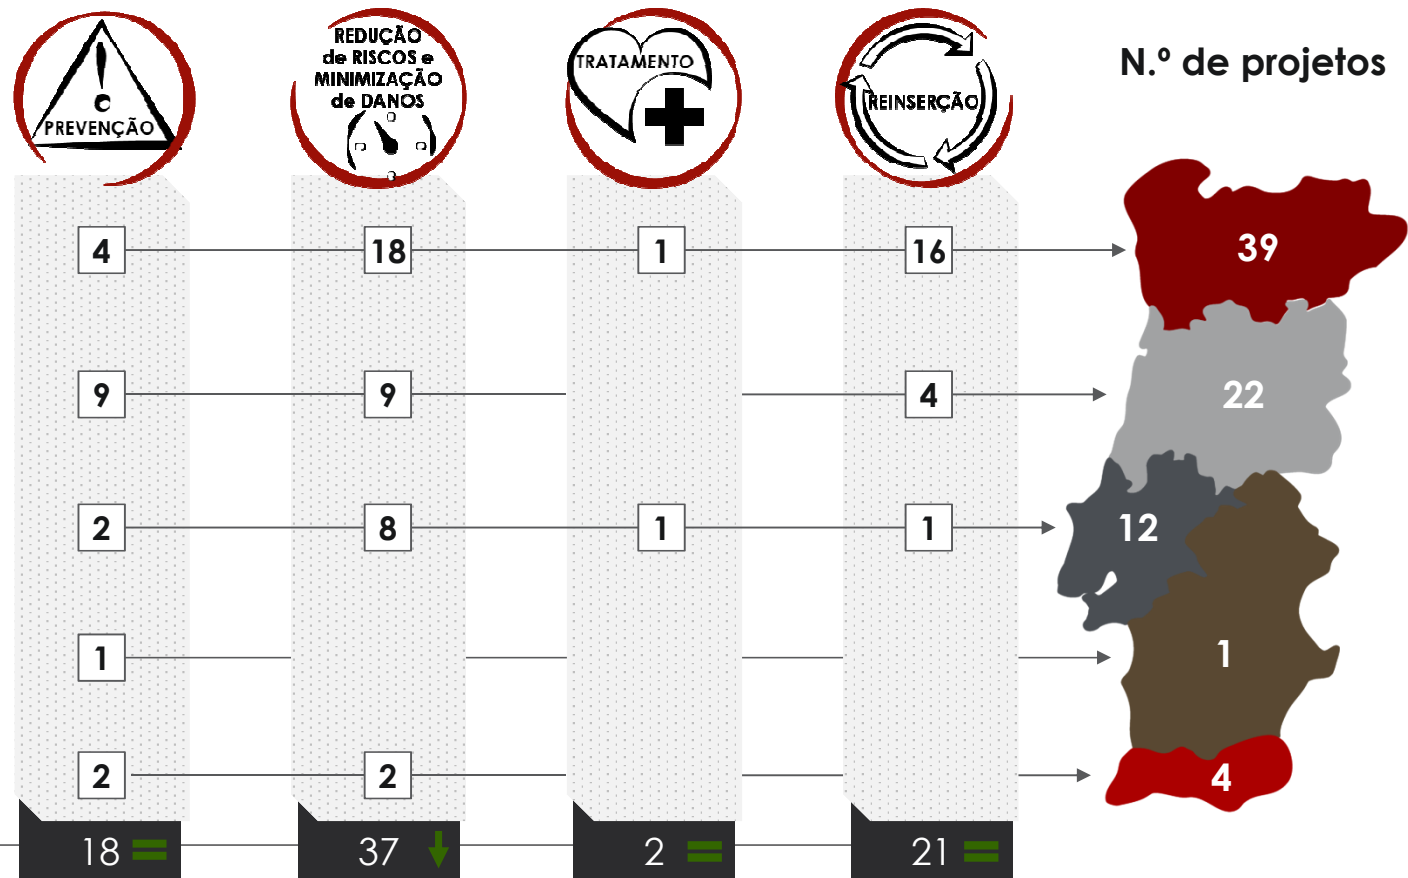 PREVENÇÃO
REDUÇÃO
de RISCOS e
MINIMIZAÇÃO
de DANOS
TRATAMENTO
REINSERÇÃO
N.º de projetos
4 18 1 16 39
9 9 4 22
2 8 1 1 12
1 1
2 2 4
18 37 2 21